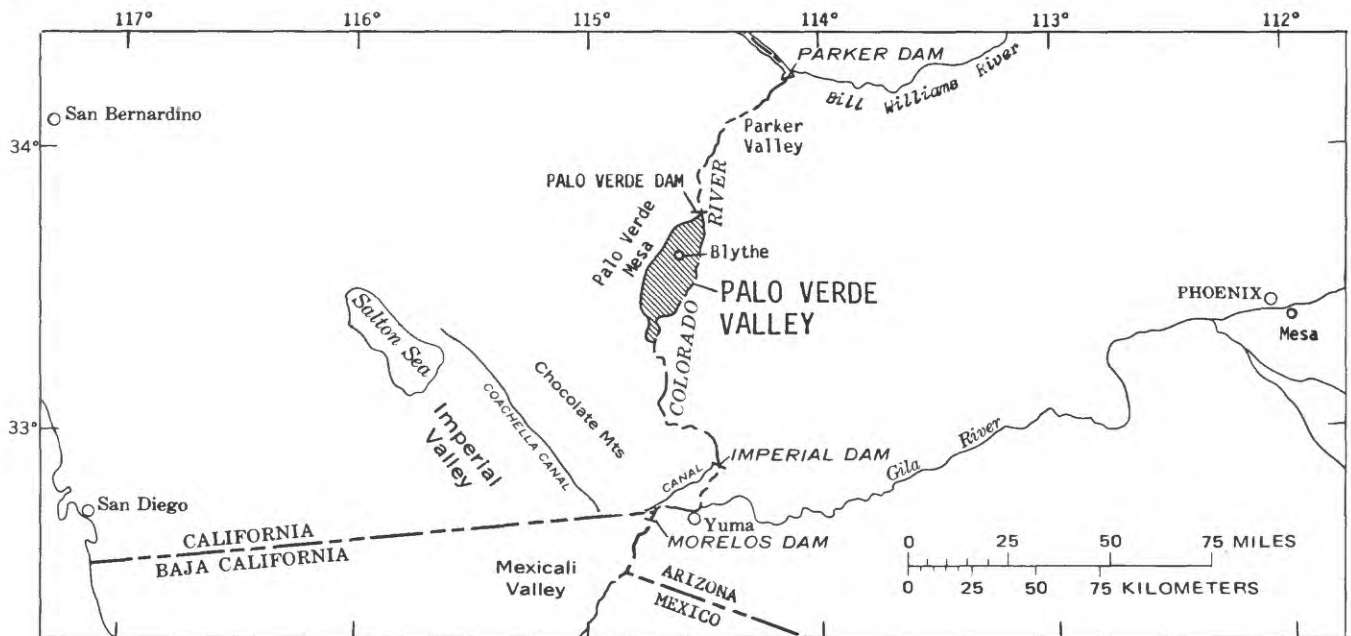 117° 116° 115° 114° 113° 112°
PARKER DAM
Bill Williams River
San Bernardino
Parker
Valley
34°
PALO VERDE DAM
RIVER
Palo Verde
Mesa
Blythe
PALO VERDE
VALLEY
PHOENIX
Mesa
Salton Sea
COLORADO
COACHELLA CANAL
Chocolate Mts
Imperial
Valley
33°
IMPERIAL DAM
CANAL
Gila River
San Diego
Yuma
CALIFORNIA
BAJA CALIFORNIA
MORELOS DAM
0 25 50 75 MILES
0 25 50 75 KILOMETERS
Mexicali
Valley
ARIZONA
MEXICO